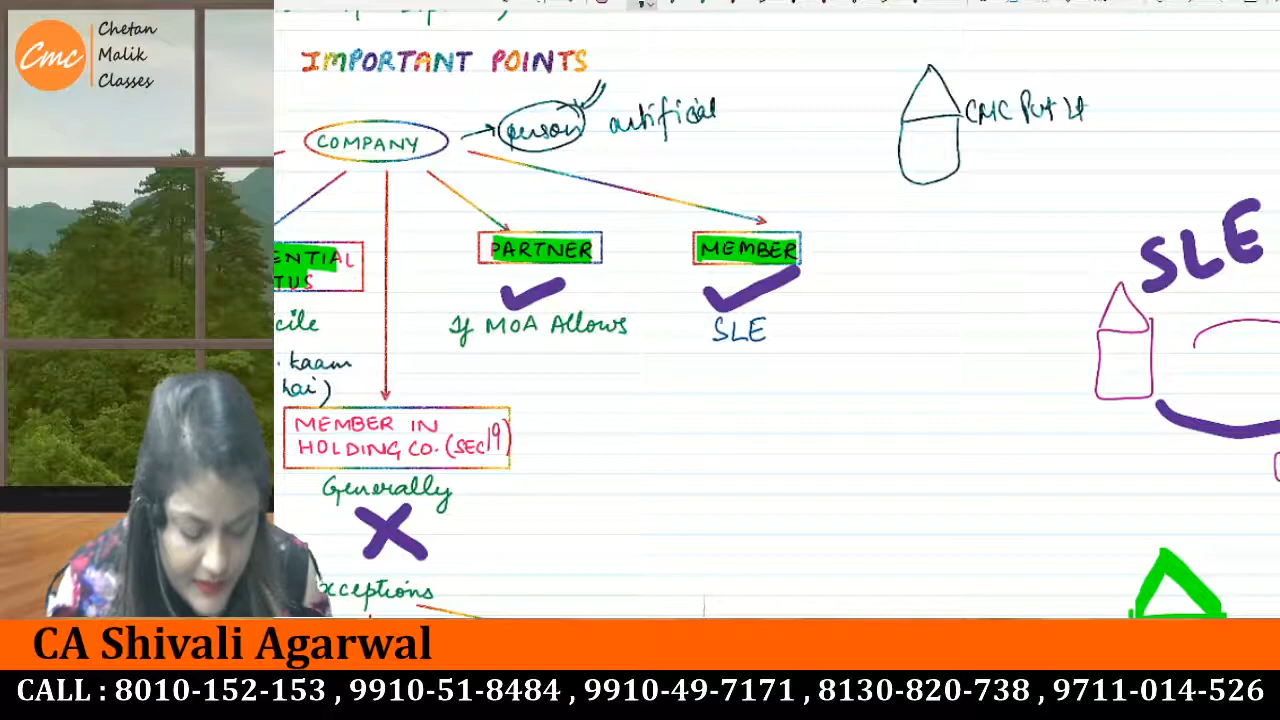 Cmc
Chetan
Malik
Classes
IMPORTANT POINTS
COMPANY
person artificial
CMC Pvt lt
SLE
ENTIAL
TUS
PARTNER
MEMBER
cile
If MOA Allows
SLE
kaam
hai)
MEMBER IN
HOLDING CO. (SEC 19)
Generally
xceptions
CA Shivali Agarwal
CALL : 8010-152-153 , 9910-51-8484 , 9910-49-7171 , 8130-820-738 , 9711-014-526